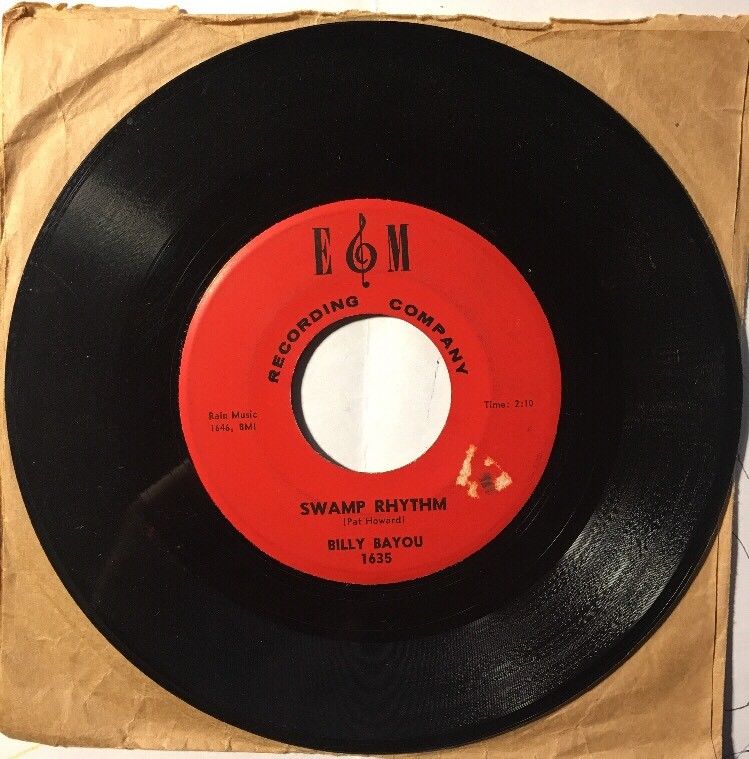 E & M
RECORDING COMPANY
Rain Music
1646, BMI
Time: 2:10
SWAMP RHYTHM
(Pat Howard)
BILLY BAYOU
1635